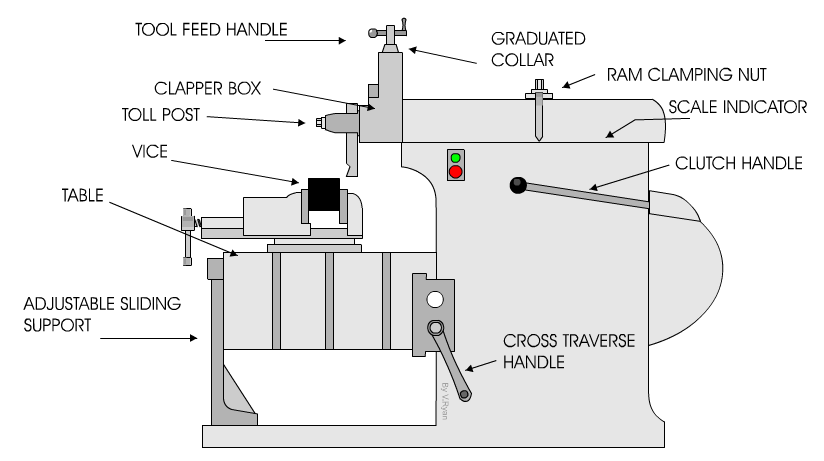 TOOL FEED HANDLE
GRADUATED
COLLAR
RAM CLAMPING NUT
CLAPPER BOX
SCALE INDICATOR
TOLL POST
VICE
CLUTCH HANDLE
TABLE
ADJUSTABLE SLIDING
SUPPORT
CROSS TRAVERSE
HANDLE
By V.Ryan